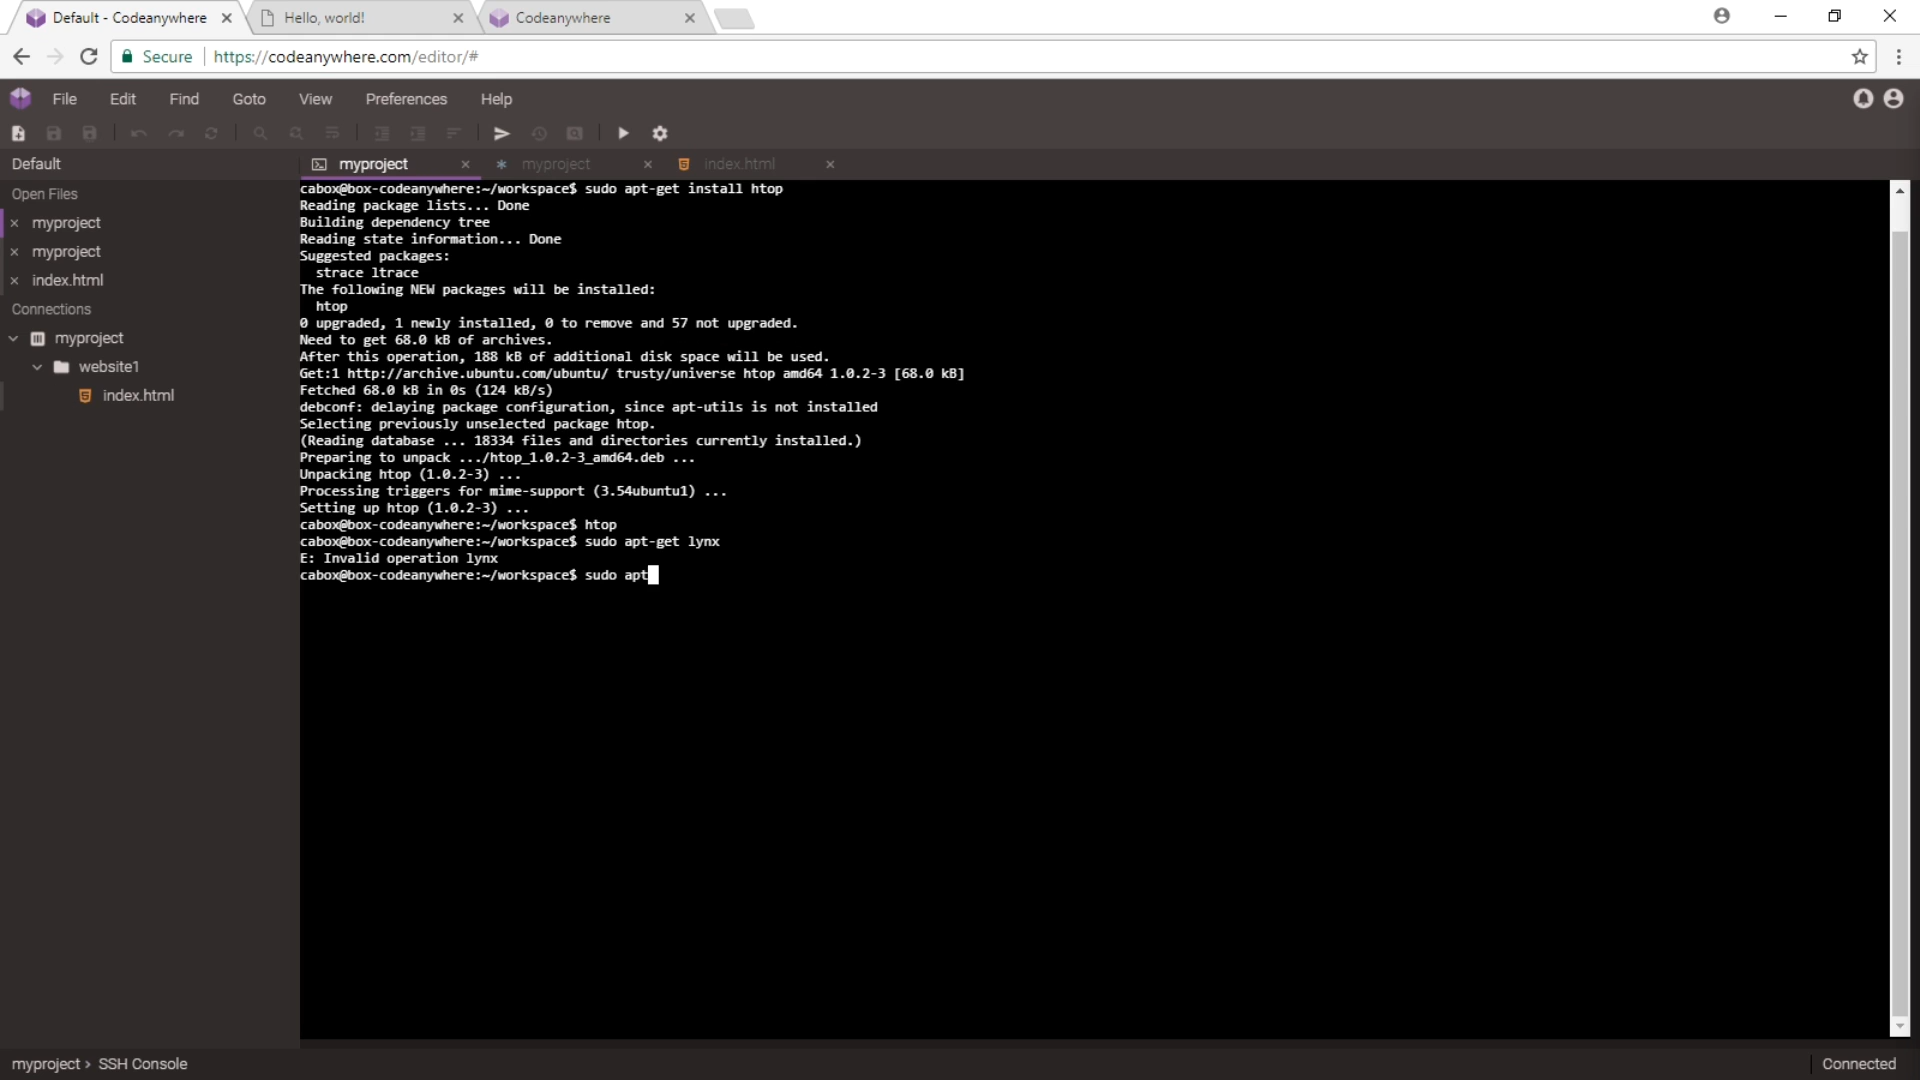 Default - Codeanywhere
Hello, world!
Codeanywhere
Secure
https://codeanywhere.com/editor/#
File Edit Find Goto View Preferences Help
Default
myproject
myproject
index.html
Open Files
myproject
myproject
index.html
Connections
myproject
website1
index.html
cabox@box-codeanywhere:~/workspace$ sudo apt-get install htop
Reading package lists... Done
Building dependency tree
Reading state information... Done
Suggested packages:
  strace ltrace
The following NEW packages will be installed:
  htop
0 upgraded, 1 newly installed, 0 to remove and 57 not upgraded.
Need to get 68.0 kB of archives.
After this operation, 188 kB of additional disk space will be used.
Get:1 http://archive.ubuntu.com/ubuntu/ trusty/universe htop amd64 1.0.2-3 [68.0 kB]
Fetched 68.0 kB in 0s (124 kB/s)
debconf: delaying package configuration, since apt-utils is not installed
Selecting previously unselected package htop.
(Reading database ... 18334 files and directories currently installed.)
Preparing to unpack .../htop_1.0.2-3_amd64.deb ...
Unpacking htop (1.0.2-3) ...
Processing triggers for mime-support (3.54ubuntu1) ...
Setting up htop (1.0.2-3) ...
cabox@box-codeanywhere:~/workspace$ htop
cabox@box-codeanywhere:~/workspace$ sudo apt-get lynx
E: Invalid operation lynx
cabox@box-codeanywhere:~/workspace$ sudo apt
myproject › SSH Console
Connected